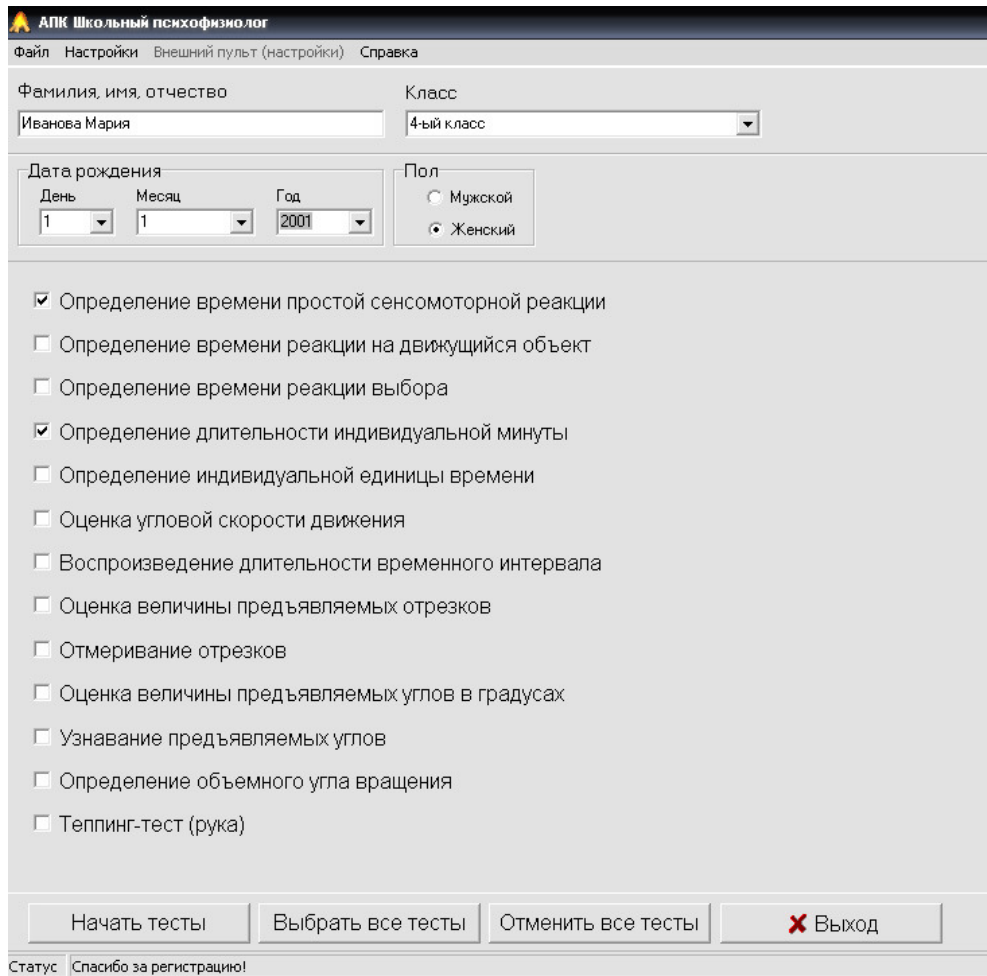 АПК Школьный психофизиолог
Файл Настройки Внешний пульт (настройки) Справка
Фамилия, имя, отчество Класс
Иванова Мария 4-ый класс
Дата рождения Пол
День Месяц Год Мужской
1 1 2001 Женский
Определение времени простой сенсомоторной реакции
Определение времени реакции на движущийся объект
Определение времени реакции выбора
Определение длительности индивидуальной минуты
Определение индивидуальной единицы времени
Оценка угловой скорости движения
Воспроизведение длительности временного интервала
Оценка величины предъявляемых отрезков
Отмеривание отрезков
Оценка величины предъявляемых углов в градусах
Узнавание предъявляемых углов
Определение объемного угла вращения
Теппинг-тест (рука)
Начать тесты Выбрать все тесты Отменить все тесты Выход
Статус Спасибо за регистрацию!